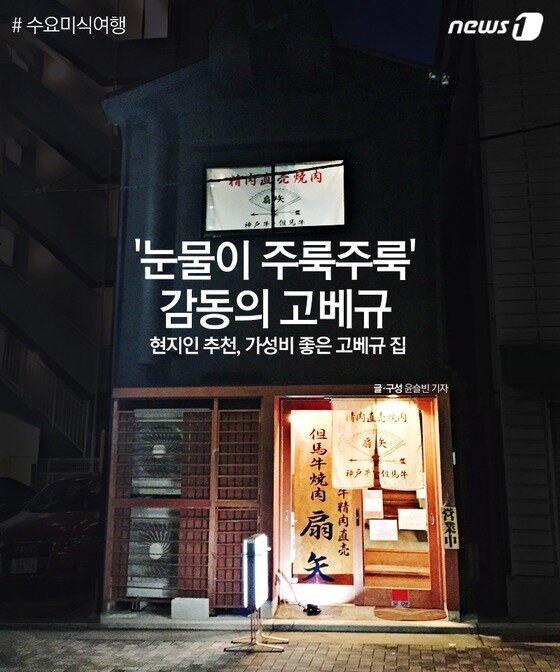 # 수요미식여행
news1
精肉直売焼肉
扇矢
神戸牛 但馬牛
'눈물이 주룩주룩'
감동의 고베규
현지인 추천, 가성비 좋은 고베규 집
글·구성 윤슬빈 기자
精肉直売焼肉
扇矢
神戸牛 但馬牛
但馬牛焼肉 扇矢
牛精肉直売
営業中